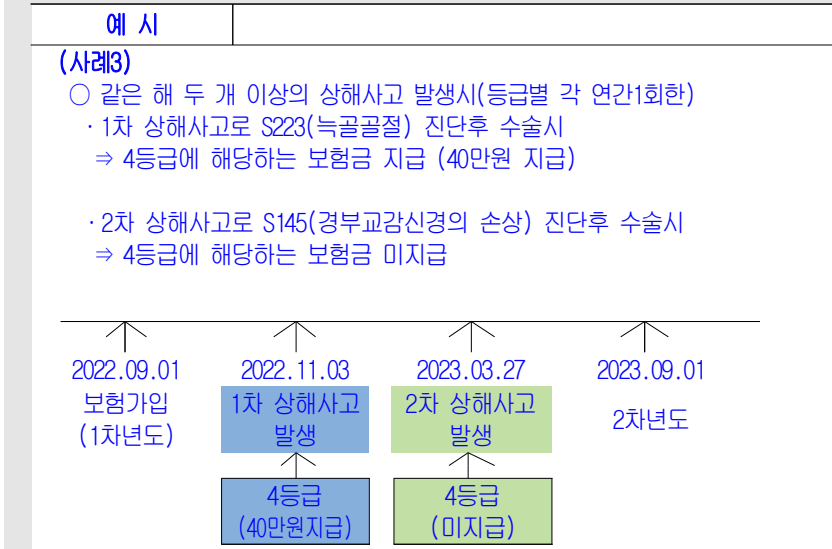 예 시
(사례3)
○ 같은 해 두 개 이상의 상해사고 발생시(등급별 각 연간1회한)
· 1차 상해사고로 S223(늑골골절) 진단후 수술시
⇒ 4등급에 해당하는 보험금 지급 (40만원 지급)
· 2차 상해사고로 S145(경부교감신경의 손상) 진단후 수술시
⇒ 4등급에 해당하는 보험금 미지급
2022.09.01 2022.11.03 2023.03.27 2023.09.01
보험가입 1차 상해사고 2차 상해사고 2차년도
(1차년도) 발생 발생
4등급 4등급
(40만원지급) (미지급)